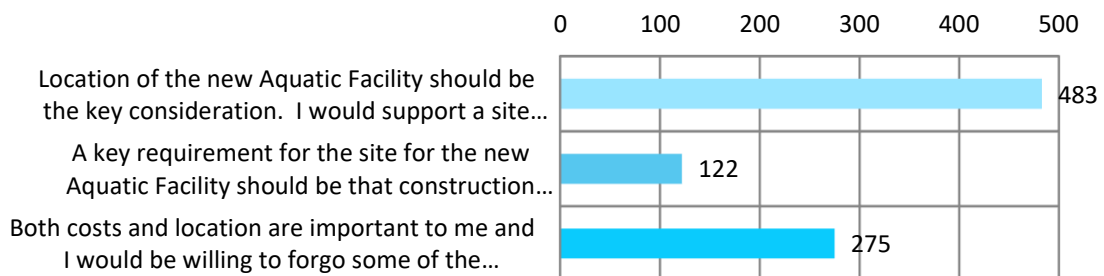 0 100 200 300 400 500
Location of the new Aquatic Facility should be
the key consideration.  I would support a site…
483
A key requirement for the site for the new
Aquatic Facility should be that construction…
122
Both costs and location are important to me and
I would be willing to forgo some of the…
275